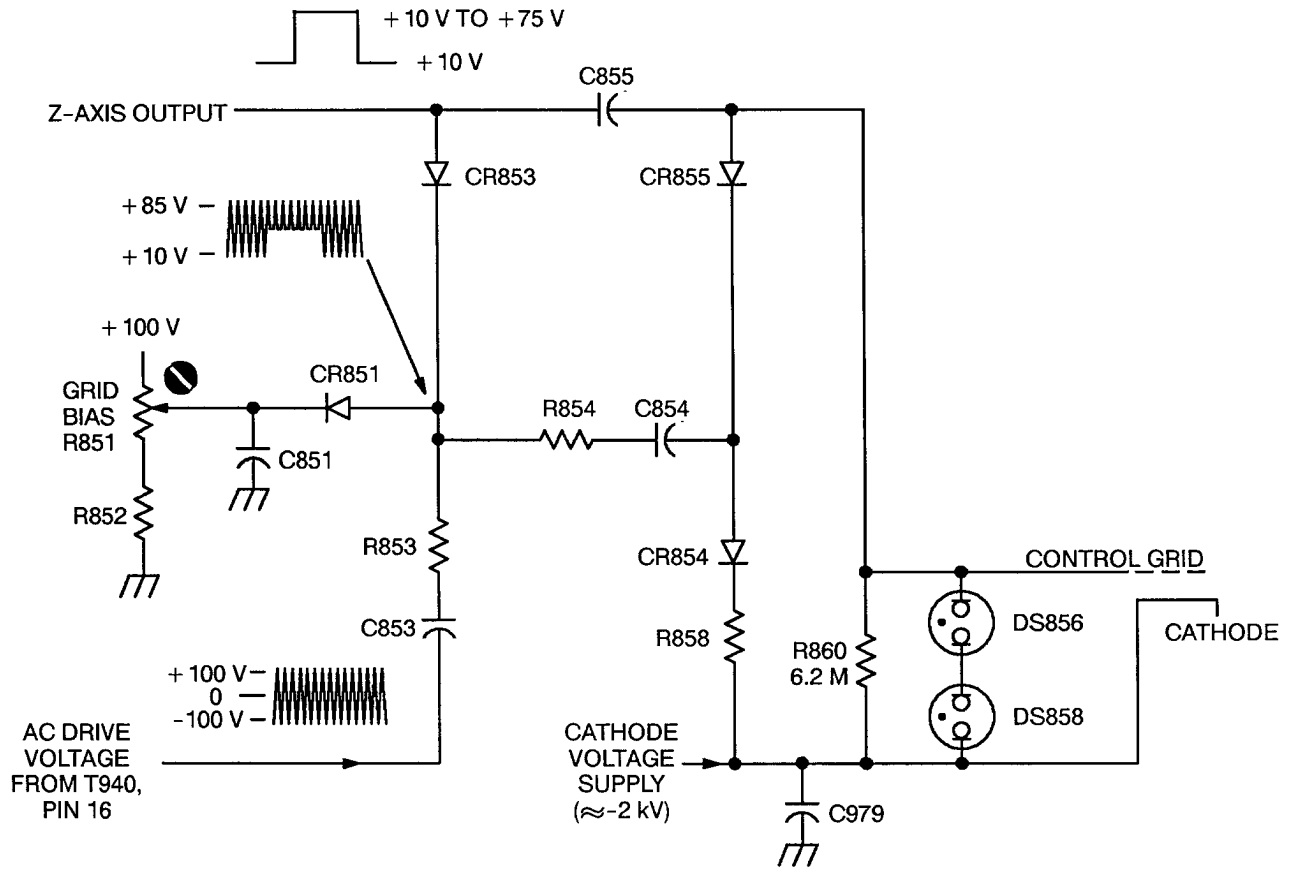 + 10 V TO +75 V
+ 10 V
C855
Z-AXIS OUTPUT
CR853
CR855
+ 85 V
+ 10 V
+ 100 V
GRID
BIAS
R851
CR851
R854
C854
C851
R852
R853
CR854
CONTROL GRID
C853
R858
R860
6.2 M
DS856
CATHODE
+ 100 V
0
-100 V
DS858
AC DRIVE
VOLTAGE
FROM T940,
PIN 16
CATHODE
VOLTAGE
SUPPLY
(≈-2 kV)
C979